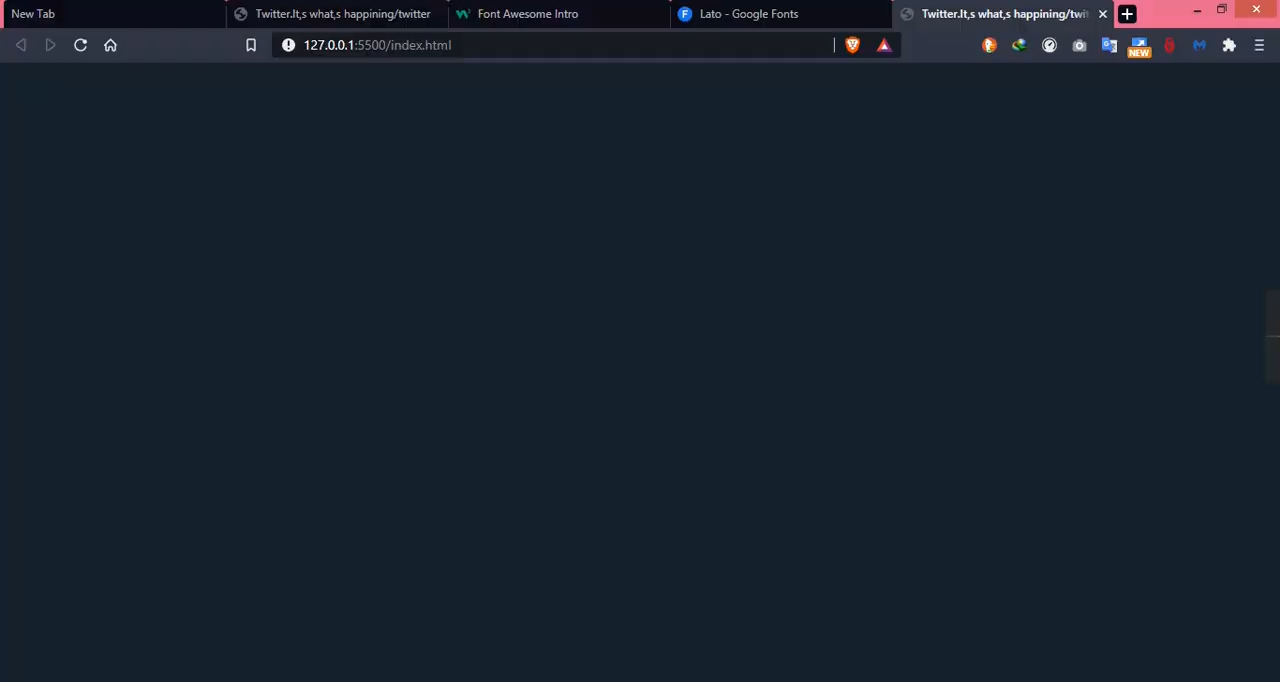 New Tab
Twitter.It,s what,s happining/twitter
Font Awesome Intro
Lato - Google Fonts
Twitter.It,s what,s happining/twit
127.0.0.1:5500/index.html
NEW